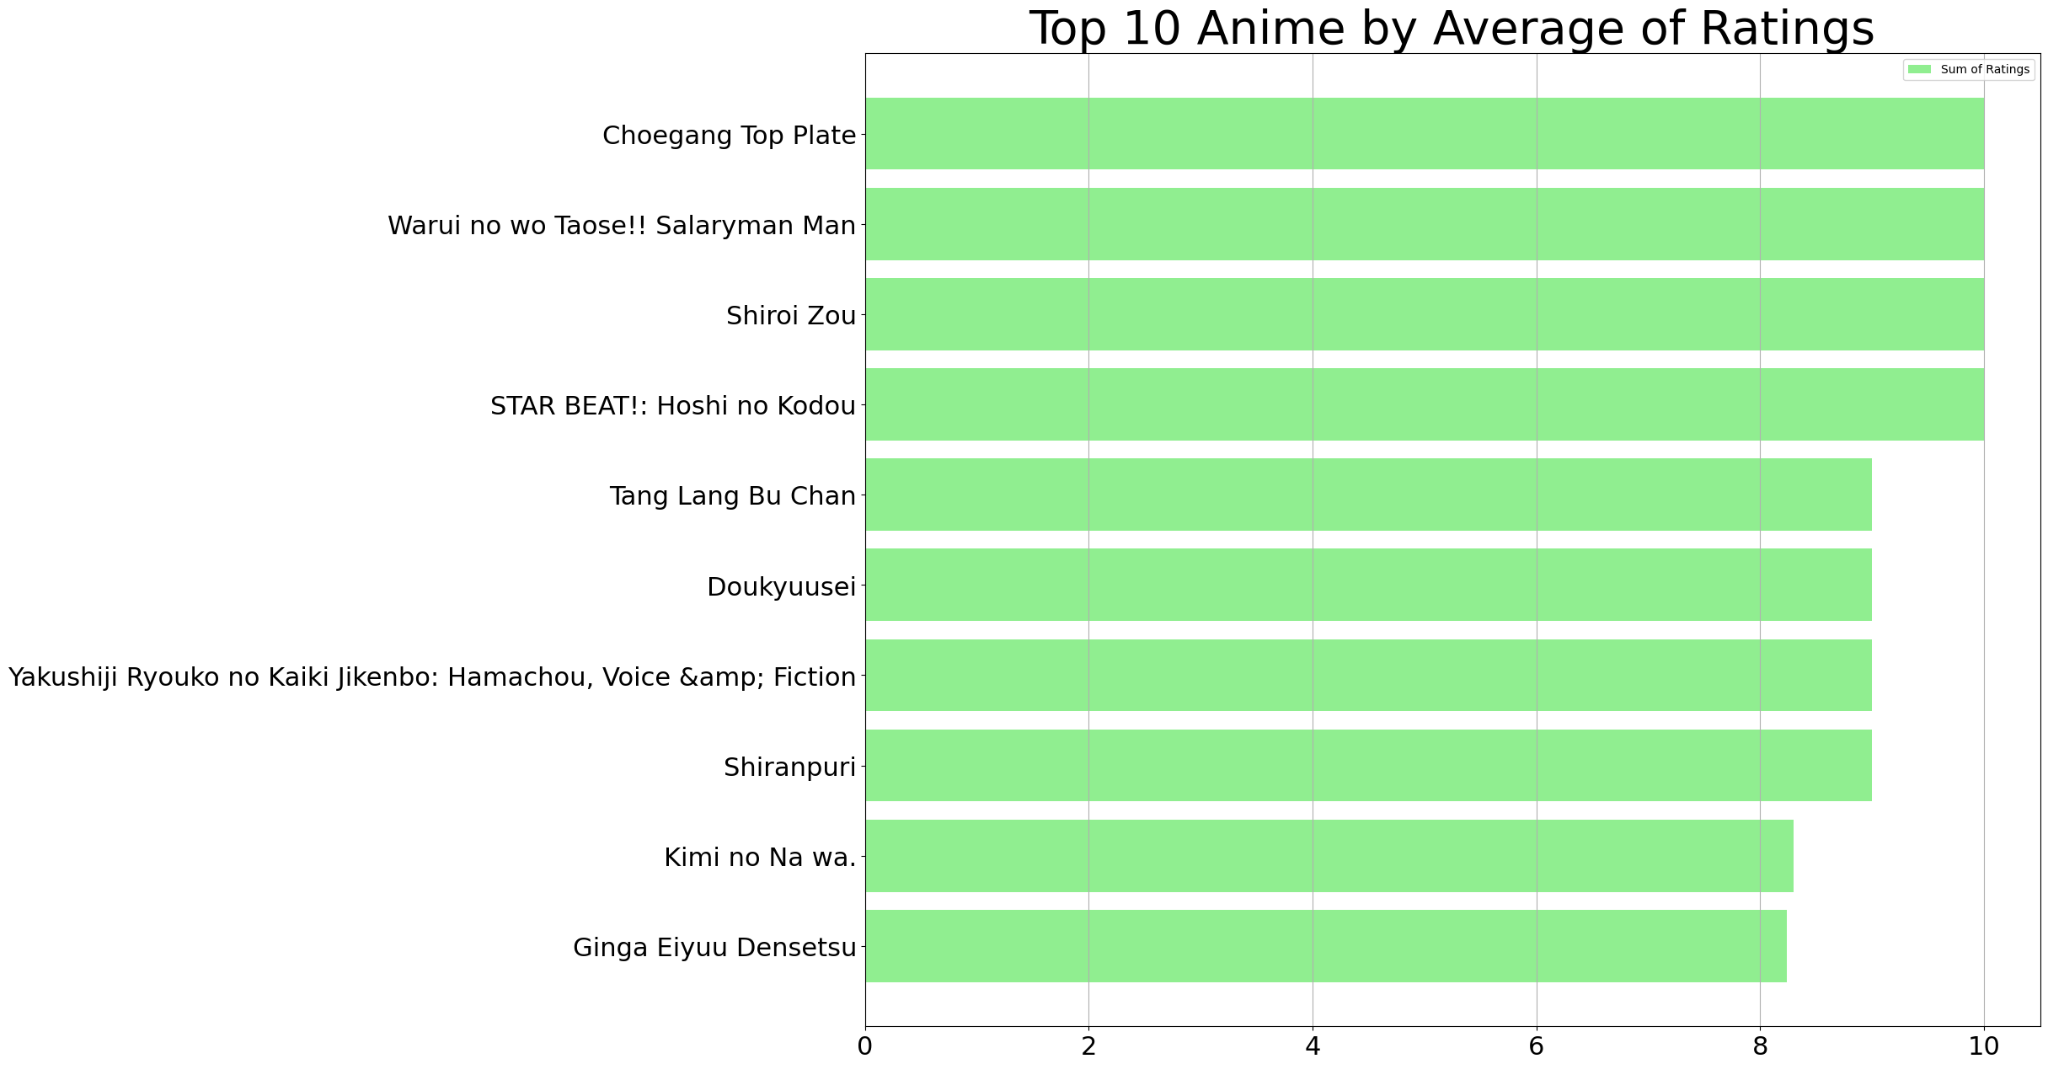 Top 10 Anime by Average of Ratings
Sum of Ratings
Choegang Top Plate
Warui no wo Taose!! Salaryman Man
Shiroi Zou
STAR BEAT!: Hoshi no Kodou
Tang Lang Bu Chan
Doukyuusei
Yakushiji Ryouko no Kaiki Jikenbo: Hamachou, Voice &amp; Fiction
Shiranpuri
Kimi no Na wa.
Ginga Eiyuu Densetsu
0 2 4 6 8 10